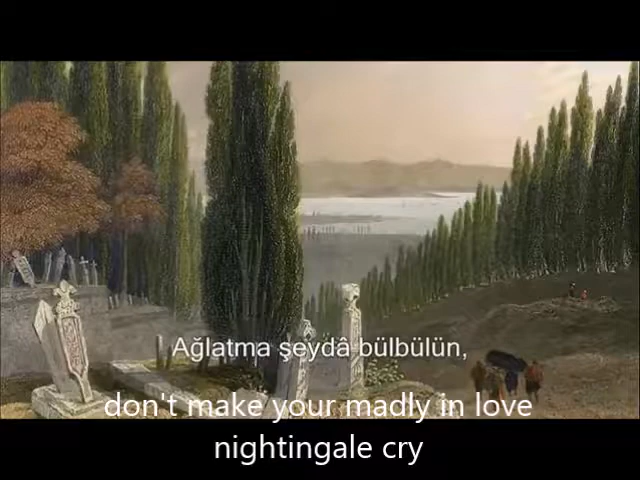 Ağlatma şeydâ bülbülün,
don't make your madly in love
nightingale cry